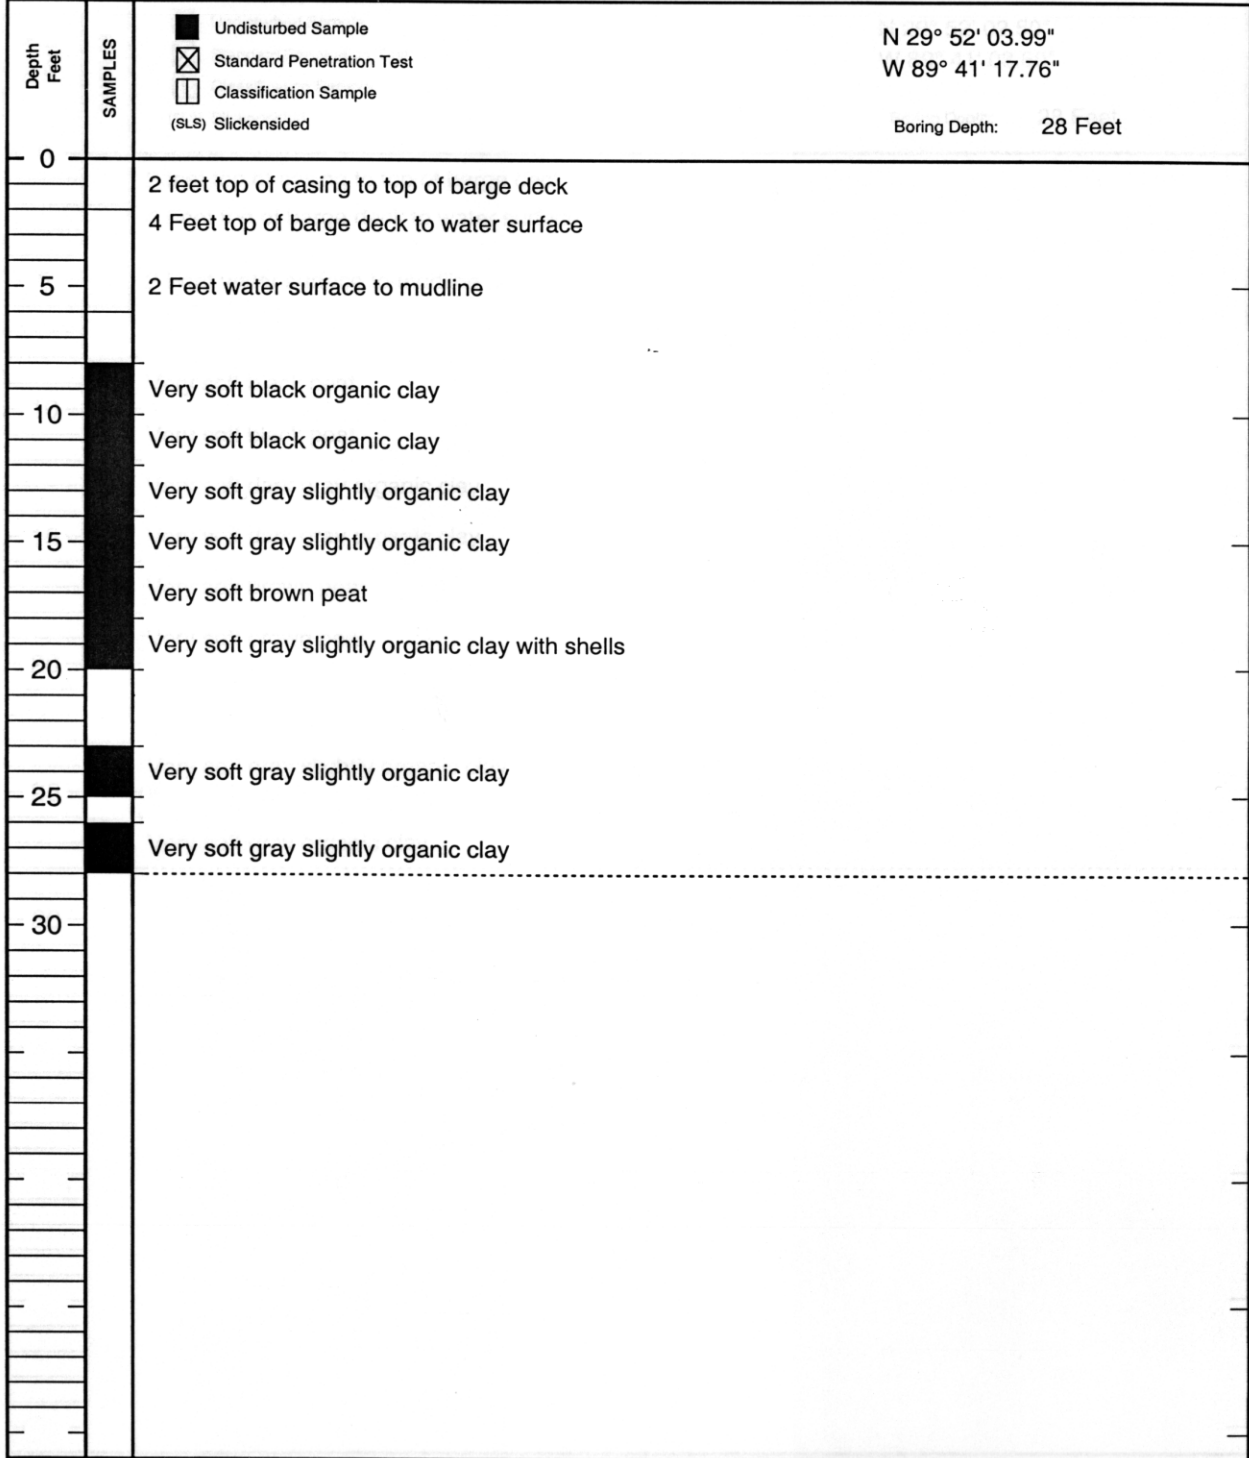 Depth
Feet
SAMPLES
Undisturbed Sample
Standard Penetration Test
Classification Sample
(SLS) Slickensided
N 29° 52' 03.99"
W 89° 41' 17.76"
Boring Depth: 28 Feet
0
2 feet top of casing to top of barge deck
4 Feet top of barge deck to water surface
5
2 Feet water surface to mudline
Very soft black organic clay
10
Very soft black organic clay
Very soft gray slightly organic clay
15
Very soft gray slightly organic clay
Very soft brown peat
Very soft gray slightly organic clay with shells
20
Very soft gray slightly organic clay
25
Very soft gray slightly organic clay
30